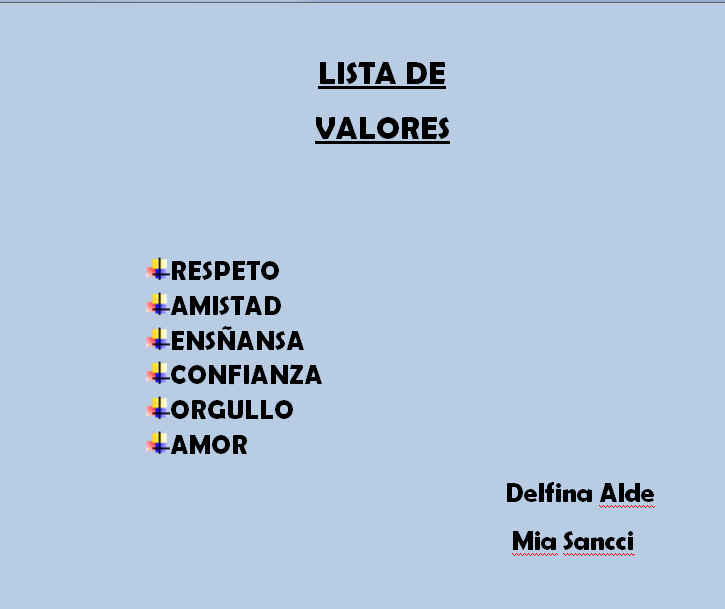 LISTA DE
VALORES
RESPETO
AMISTAD
ENSÑANSA
CONFIANZA
ORGULLO
AMOR
Delfina Alde
Mia Sancci